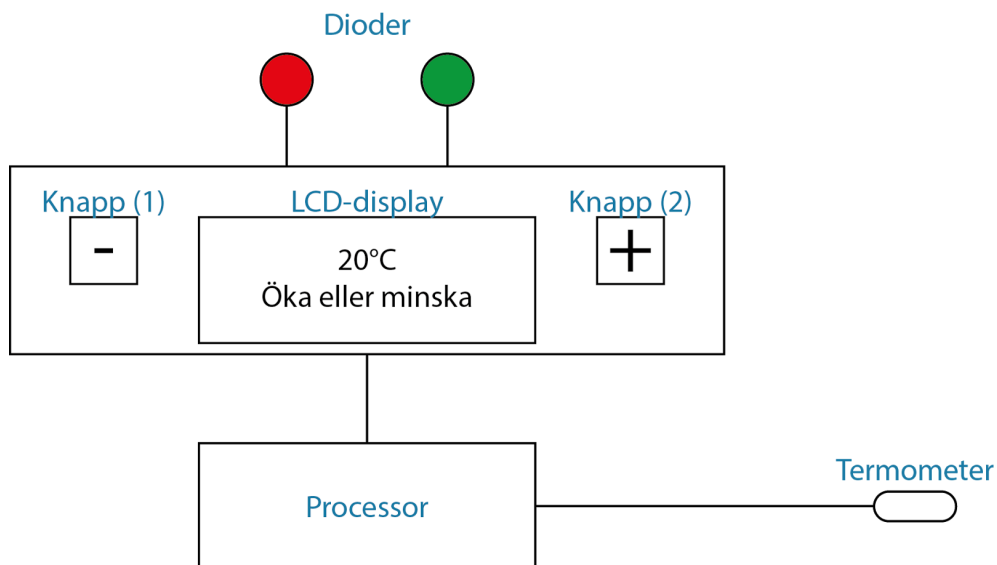 Dioder
Knapp (1)
LCD-display
Knapp (2)
-
20°C
Öka eller minska
+
Termometer
Processor